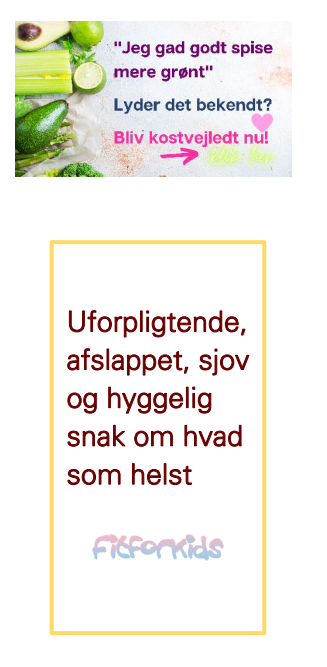 "Jeg gad godt spise
mere grønt"
Lyder det bekendt?
Bliv kostvejledt nu!
Uforpligtende,
afslappet, sjov
og hyggelig
snak om hvad
som helst
Fitforkids